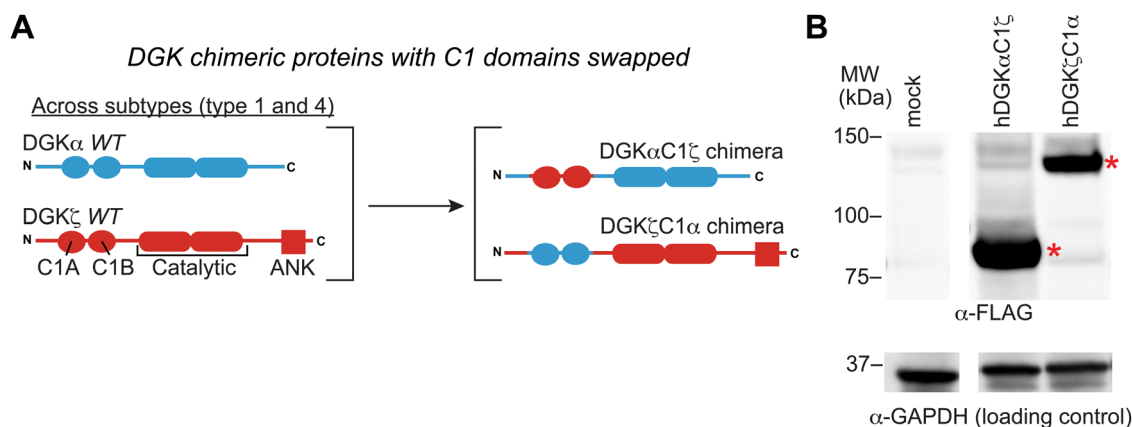 A
DGK chimeric proteins with C1 domains swapped
Across subtypes (type 1 and 4)
DGKα WT
N C
DGKζ WT
N C
C1A C1B Catalytic ANK
DGKαC1ζ chimera
N C
DGKζC1α chimera
N C
B
MW
(kDa)
mock
hDGKαC1ζ
hDGKζC1α
150–
*
100–
*
75–
α-FLAG
37–
α-GAPDH (loading control)